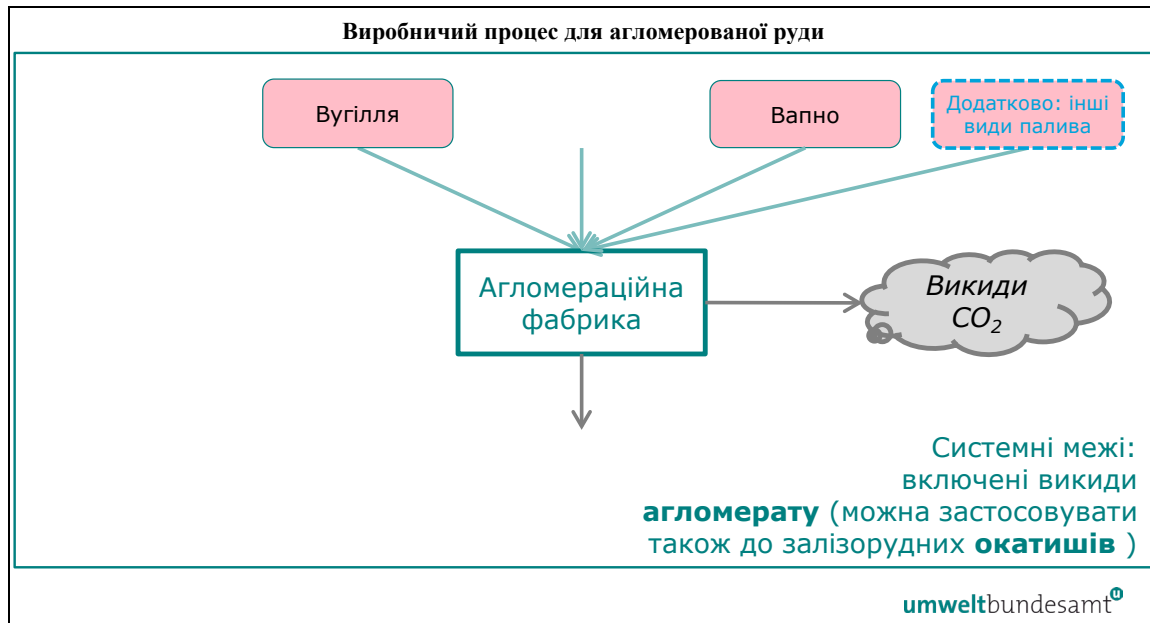 Виробничий процес для агломерованої руди
Вугілля
Вапно
Додатково: інші
види палива
Агломераційна
фабрика
Викиди
CO2
Системні межі:
включені викиди
агломерату (можна застосовувати
також до залізорудних окатишів )
umweltbundesamt u